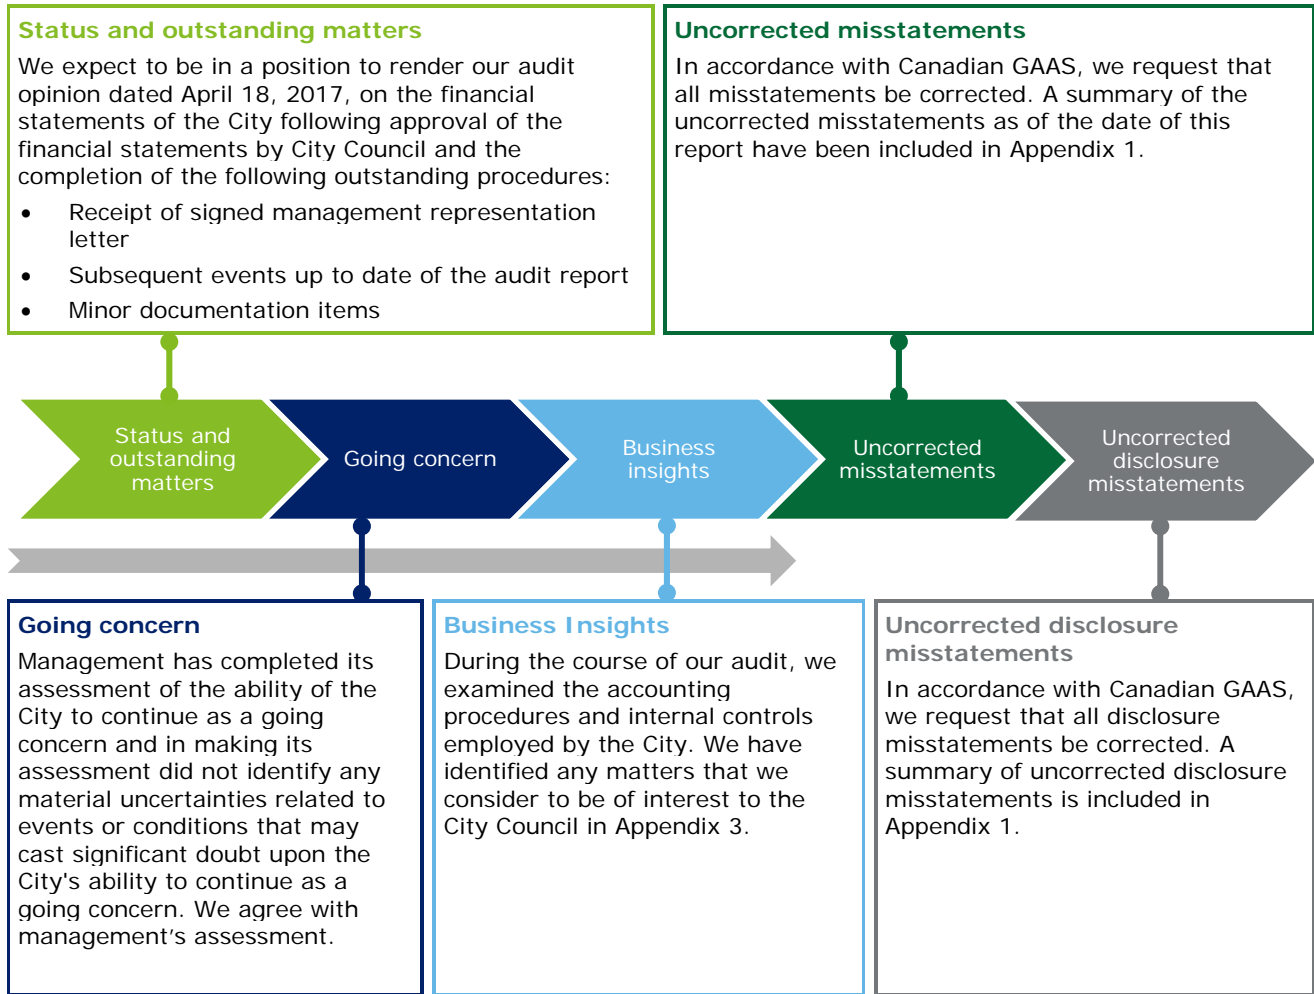 Status and outstanding matters
We expect to be in a position to render our audit
opinion dated April 18, 2017, on the financial
statements of the City following approval of the
financial statements by City Council and the
completion of the following outstanding procedures:
• Receipt of signed management representation
letter
• Subsequent events up to date of the audit report
• Minor documentation items
Uncorrected misstatements
In accordance with Canadian GAAS, we request that
all misstatements be corrected. A summary of the
uncorrected misstatements as of the date of this
report have been included in Appendix 1.
Status and
outstanding
matters
Going concern
Business
insights
Uncorrected
misstatements
Uncorrected
disclosure
misstatements
Going concern
Management has completed its
assessment of the ability of the
City to continue as a going
concern and in making its
assessment did not identify any
material uncertainties related to
events or conditions that may
cast significant doubt upon the
City's ability to continue as a
going concern. We agree with
management’s assessment.
Business Insights
During the course of our audit, we
examined the accounting
procedures and internal controls
employed by the City. We have
identified any matters that we
consider to be of interest to the
City Council in Appendix 3.
Uncorrected disclosure
misstatements
In accordance with Canadian GAAS,
we request that all disclosure
misstatements be corrected. A
summary of uncorrected disclosure
misstatements is included in
Appendix 1.